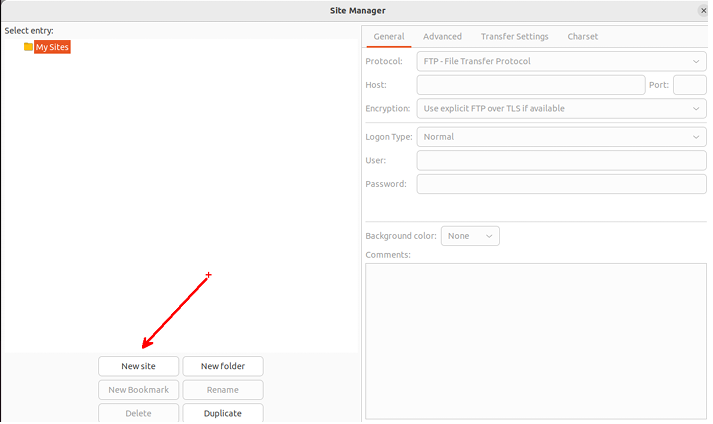 Site Manager
Select entry:
My Sites
New site
New folder
New Bookmark
Rename
Delete
Duplicate
General
Advanced
Transfer Settings
Charset
Protocol:
FTP - File Transfer Protocol
Host:
Port:
Encryption:
Use explicit FTP over TLS if available
Logon Type:
Normal
User:
Password:
Background color:
None
Comments: